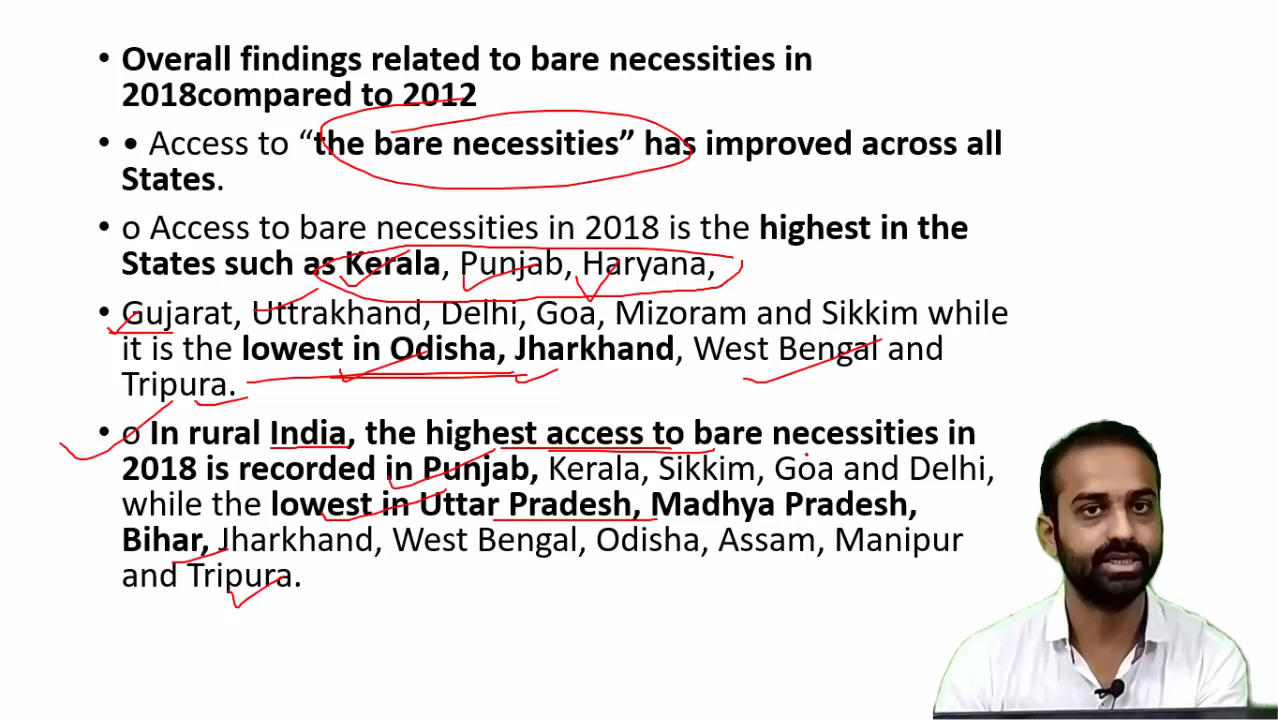 • Overall findings related to bare necessities in
2018compared to 2012
• • Access to “the bare necessities” has improved across all
States.
• o Access to bare necessities in 2018 is the highest in the
States such as Kerala, Punjab, Haryana,
• Gujarat, Uttrakhand, Delhi, Goa, Mizoram and Sikkim while
it is the lowest in Odisha, Jharkhand, West Bengal and
Tripura.
• o In rural India, the highest access to bare necessities in
2018 is recorded in Punjab, Kerala, Sikkim, Goa and Delhi,
while the lowest in Uttar Pradesh, Madhya Pradesh,
Bihar, Jharkhand, West Bengal, Odisha, Assam, Manipur
and Tripura.